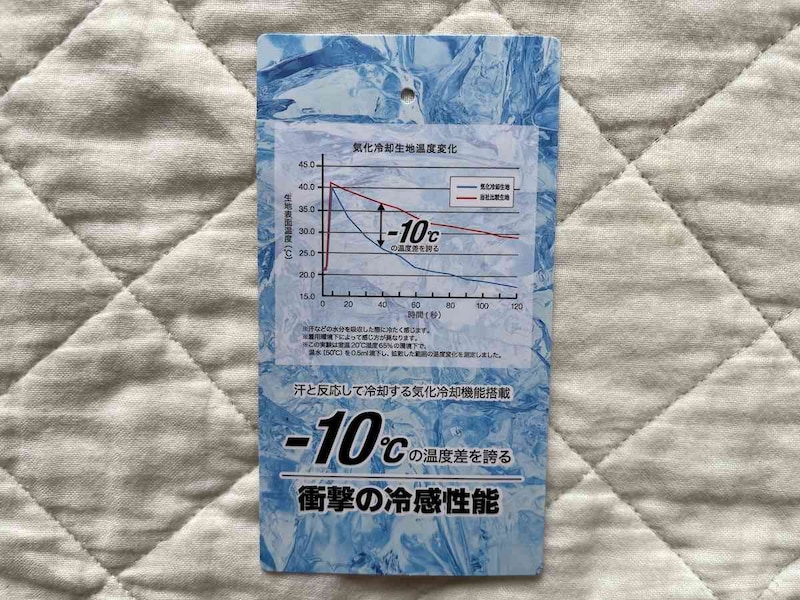 気化冷却生地温度変化
生地表面温度(℃)
45.0
40.0
35.0
30.0
25.0
20.0
15.0
気化冷却生地
当社比較生地
-10℃
の温度差を誇る
0 20 40 60 80 100 120
時間(秒)
※汗などの水分を吸収した際に冷たく感じます。
※着用環境下によって感じ方が異なります。
※この実験は室温20℃湿度65%の環境下で、
温水(50℃)を0.5ml滴下し、拡散した範囲の温度変化を測定しました。
汗と反応して冷却する気化冷却機能搭載
-10℃の温度差を誇る
衝撃の冷感性能